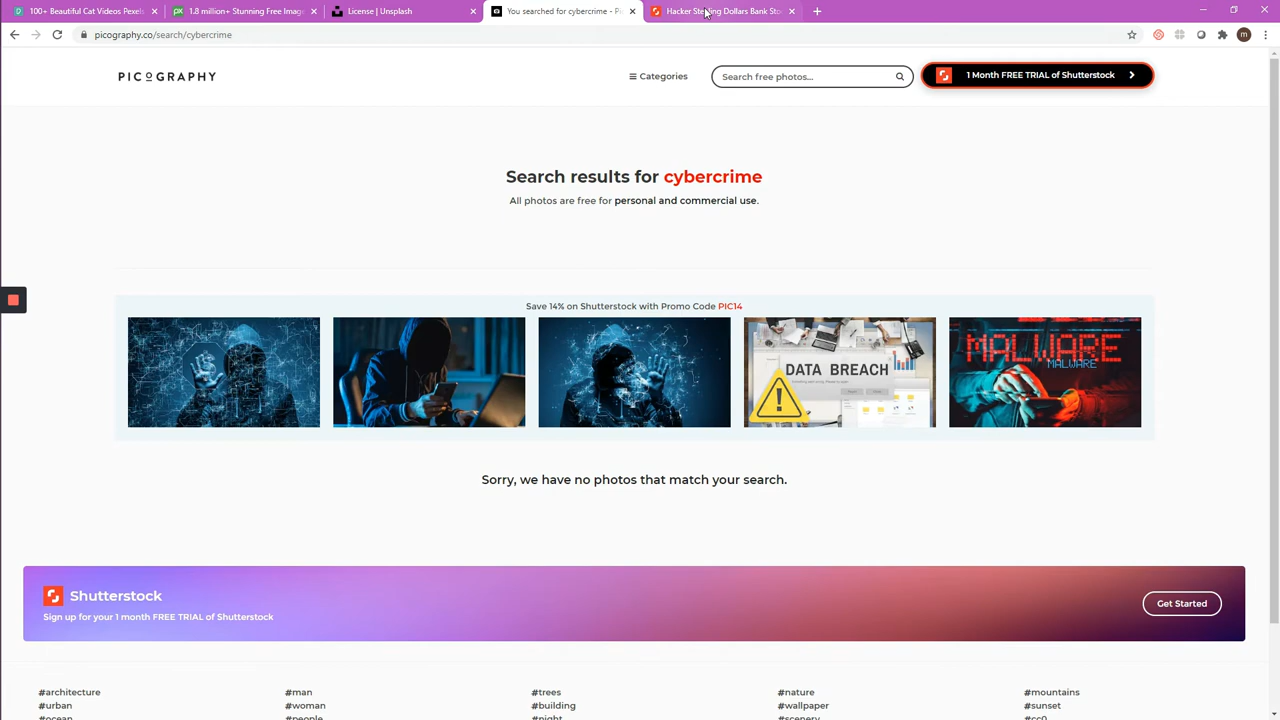 100+ Beautiful Cat Videos Pexels
1.8 million+ Stunning Free Image
License | Unsplash
You searched for cybercrime - Pi
Hacker Stealing Dollars Bank Sto
picography.co/search/cybercrime
m
PICOGRAPHY
Categories
Search free photos...
1 Month FREE TRIAL of Shutterstock
Search results for cybercrime
All photos are free for personal and commercial use.
Save 14% on Shutterstock with Promo Code PIC14
DATA BREACH
MALWARE
MALWARE
Sorry, we have no photos that match your search.
Shutterstock
Sign up for your 1 month FREE TRIAL of Shutterstock
Get Started
#architecture #man #trees #nature #mountains
#urban #woman #building #wallpaper #sunset
#ocean #people #night #scenery #cc0